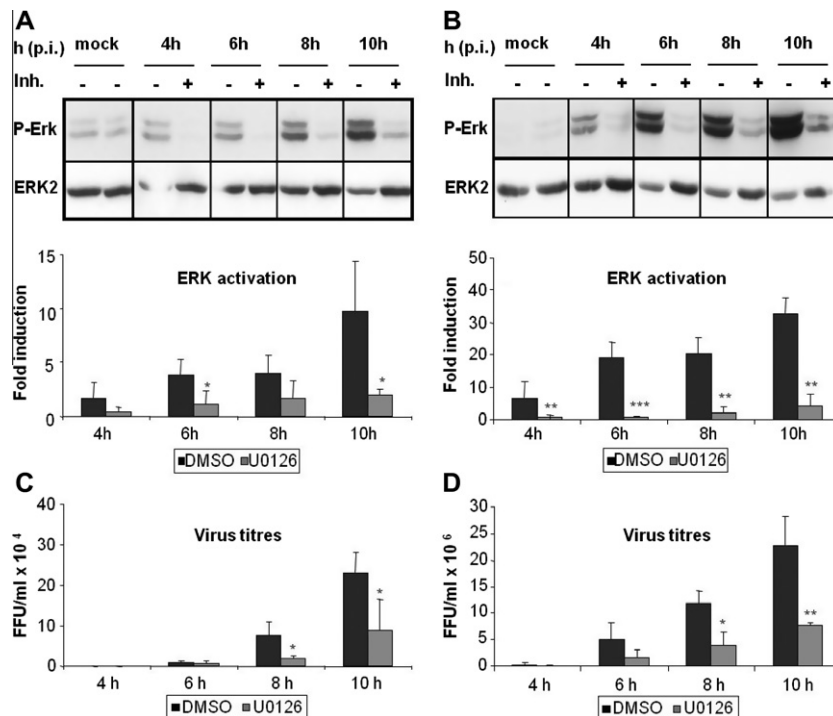 A
h (p.i.) mock 4h 6h 8h 10h
Inh. - - - + - + - + - +
P-Erk
ERK2
15
10
5
0
Fold induction
ERK activation
* *
4h 6h 8h 10h
■DMSO ■U0126
B
h (p.i.) mock 4h 6h 8h 10h
Inh. - - - + - + - + - +
P-Erk
ERK2
50
40
30
20
10
0
Fold induction
ERK activation
** *** ** **
4h 6h 8h 10h
■DMSO ■U0126
C
40
30
20
10
0
FFU/ml x 10 4
Virus titres
* *
4 h 6 h 8 h 10 h
■DMSO ■U0126
D
30
25
20
15
10
5
0
FFU/ml x 10 6
Virus titres
* **
4 h 6 h 8 h 10 h
■DMSO ■U0126